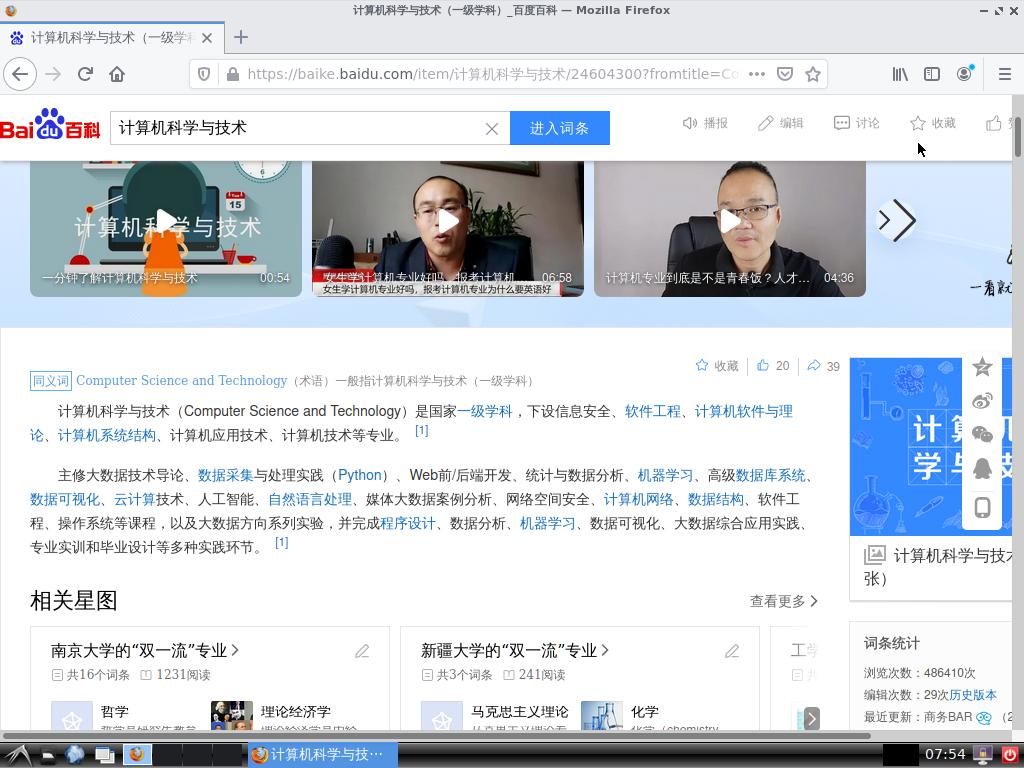 计算机科学与技术（一级学科）_百度百科 — Mozilla Firefox
计算机科学与技术（一级学科
https://baike.baidu.com/item/计算机科学与技术/24604300?fromtitle=Co
Bai du 百科
计算机科学与技术
进入词条
播报 编辑 讨论 收藏
计算机科学与技术
一分钟了解计算机科学与技术 00:54
女生学计算机专业好吗，报考计算机… 06:58
女生学计算机专业好吗，报考计算机专业为什么要英语好
计算机专业到底是不是青春饭？人才… 04:36
收藏 20 39
同义词 Computer Science and Technology（术语）一般指计算机科学与技术（一级学科）
计算机科学与技术（Computer Science and Technology）是国家一级学科，下设信息安全、软件工程、计算机软件与理
论、计算机系统结构、计算机应用技术、计算机技术等专业。 [1]
主修大数据技术导论、数据采集与处理实践（Python）、Web前/后端开发、统计与数据分析、机器学习、高级数据库系统、
数据可视化、云计算技术、人工智能、自然语言处理、媒体大数据案例分析、网络空间安全、计算机网络、数据结构、软件工
程、操作系统等课程，以及大数据方向系列实验，并完成程序设计、数据分析、机器学习、数据可视化、大数据综合应用实践、
专业实训和毕业设计等多种实践环节。 [1]
计算机科学与技术
张）
相关星图
查看更多
南京大学的“双一流”专业
共16个词条 1231阅读
哲学
理论经济学
新疆大学的“双一流”专业
共3个词条 241阅读
马克思主义理论
化学
工学
词条统计
浏览次数：486410次
编辑次数：29次历史版本
最近更新：商务BAR
计算机科学与技…
07:54